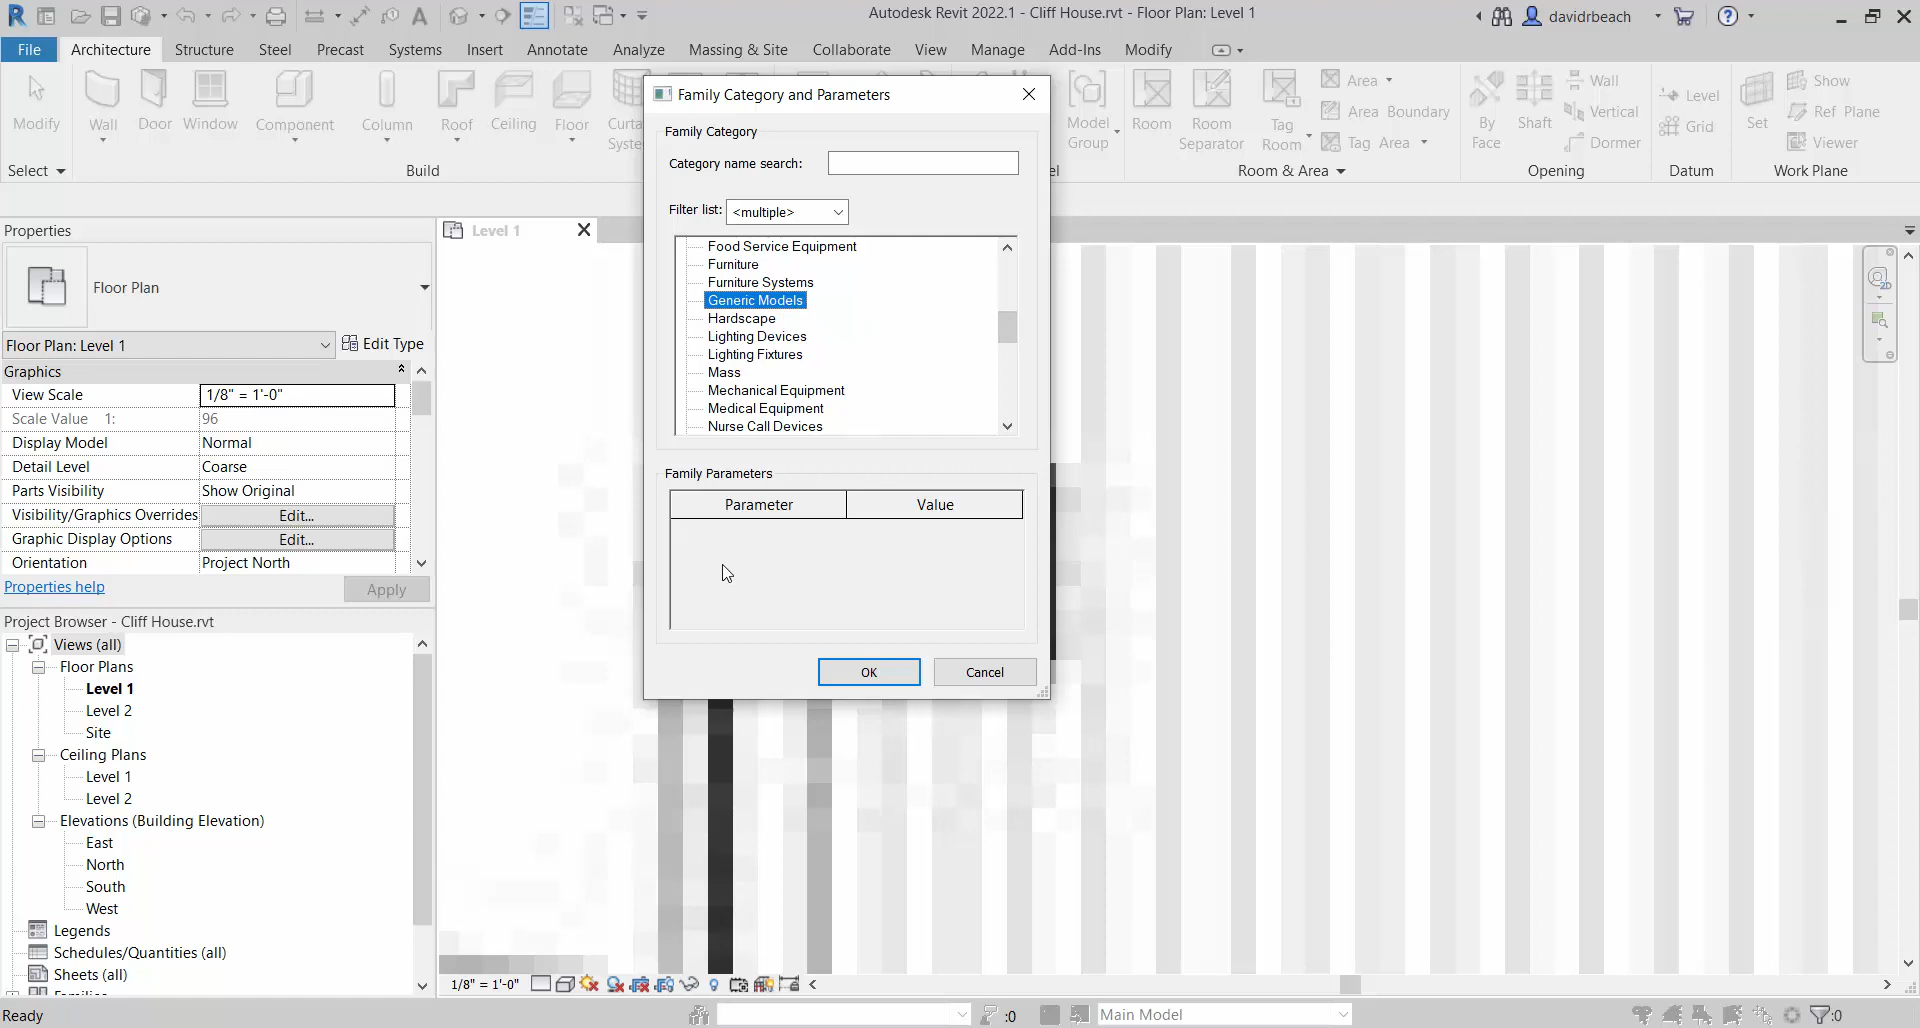 Autodesk Revit 2022.1 - Cliff House.rvt - Floor Plan: Level 1
davidrbeach
File
Architecture
Structure
Steel
Precast
Systems
Insert
Annotate
Analyze
Massing & Site
Collaborate
View
Manage
Add-Ins
Modify
Modify
Wall
Door
Window
Component
Column
Roof
Ceiling
Floor
Model
Group
Room
Room
Separator
Tag
Room
Area
Area Boundary
Tag Area
By
Face
Shaft
Wall
Vertical
Dormer
Level
Grid
Set
Show
Ref Plane
Viewer
Select
Build
Room & Area
Opening
Datum
Work Plane
Properties
Floor Plan
Floor Plan: Level 1
Edit Type
Graphics
View Scale 1/8" = 1'-0"
Scale Value 1: 96
Display Model Normal
Detail Level Coarse
Parts Visibility Show Original
Visibility/Graphics Overrides Edit...
Graphic Display Options Edit...
Orientation Project North
Properties help
Apply
Project Browser - Cliff House.rvt
Views (all)
Floor Plans
Level 1
Level 2
Site
Ceiling Plans
Level 1
Level 2
Elevations (Building Elevation)
East
North
South
West
Legends
Schedules/Quantities (all)
Sheets (all)
Level 1
Family Category and Parameters
Family Category
Category name search:
Filter list: <multiple>
Food Service Equipment
Furniture
Furniture Systems
Generic Models
Hardscape
Lighting Devices
Lighting Fixtures
Mass
Mechanical Equipment
Medical Equipment
Nurse Call Devices
Family Parameters
Parameter Value
OK
Cancel
2D
1/8" = 1'-0"
Ready
:0
Main Model
:0